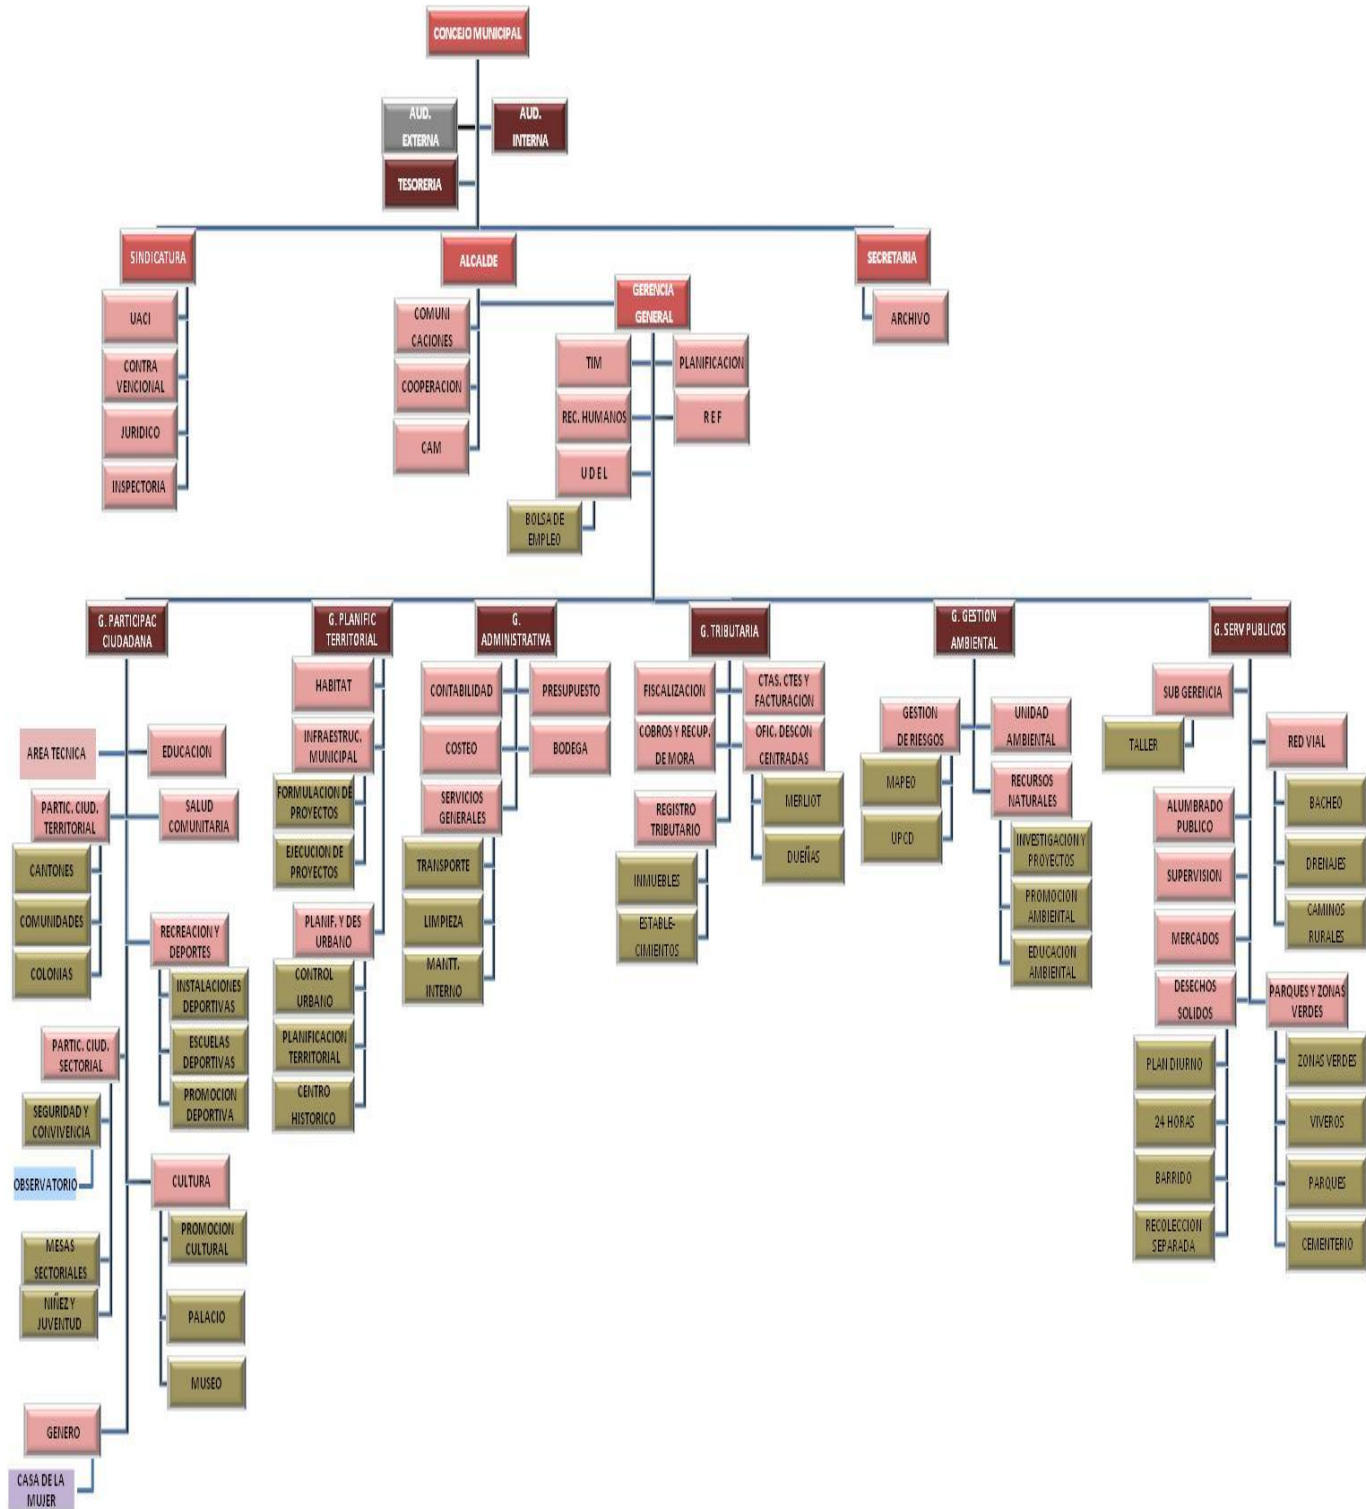 CONCEJO MUNICIPAL
AUD.
EXTERNA
AUD.
INTERNA
TESORERIA
SINDICATURA
UACI
CONTRA
VENCIONAL
JURIDICO
INSPECTORIA
ALCALDE
COMUNI
CACIONES
COOPERACION
CAM
GERENCIA
GENERAL
TIM
PLANIFICACION
REC. HUMANOS
R E F
U D E L
BOLSA DE
EMPLEO
SECRETARIA
ARCHIVO
G. PARTICIPAC
CIUDADANA
AREA TECNICA
EDUCACION
PARTIC. CIUD.
TERRITORIAL
SALUD
COMUNITARIA
CANTONES
COMUNIDADES
COLONIAS
RECREACION Y
DEPORTES
INSTALACIONES
DEPORTIVAS
ESCUELAS
DEPORTIVAS
PROMOCION
DEPORTIVA
PARTIC. CIUD.
SECTORIAL
SEGURIDAD Y
CONVIVENCIA
OBSERVATORIO
MESAS
SECTORIALES
NIÑEZ Y
JUVENTUD
CULTURA
PROMOCION
CULTURAL
PALACIO
MUSEO
GENERO
CASA DE LA
MUJER
G. PLANIFIC
TERRITORIAL
HABITAT
INFRAESTRUC.
MUNICIPAL
FORMULACION DE
PROYECTOS
EJECUCION DE
PROYECTOS
PLANIF. Y DES
URBANO
CONTROL
URBANO
PLANIFICACION
TERRITORIAL
CENTRO
HISTORICO
G.
ADMINISTRATIVA
CONTABILIDAD
PRESUPUESTO
COSTEO
BODEGA
SERVICIOS
GENERALES
TRANSPORTE
LIMPIEZA
MANTT.
INTERNO
G. TRIBUTARIA
FISCALIZACION
CTAS. CTES Y
FACTURACION
COBROS Y RECUP.
DE MORA
OFIC. DESCON
CENTRADAS
MERLIOT
DUEÑAS
REGISTRO
TRIBUTARIO
INMUEBLES
ESTABLE-
CIMIENTOS
G. GESTION
AMBIENTAL
GESTION
DE RIESGOS
UNIDAD
AMBIENTAL
MAPEO
UPCD
RECURSOS
NATURALES
INVESTIGACION Y
PROYECTOS
PROMOCION
AMBIENTAL
EDUCACION
AMBIENTAL
G. SERV PUBLICOS
SUB GERENCIA
TALLER
RED VIAL
BACHEO
DRENAJES
CAMINOS
RURALES
ALUMBRADO
PUBLICO
SUPERVISION
MERCADOS
DESECHOS
SOLIDOS
PLAN DIURNO
24 HORAS
BARRIDO
RECOLECCION
SEPARADA
PARQUES Y ZONAS
VERDES
ZONAS VERDES
VIVEROS
PARQUES
CEMENTERIO